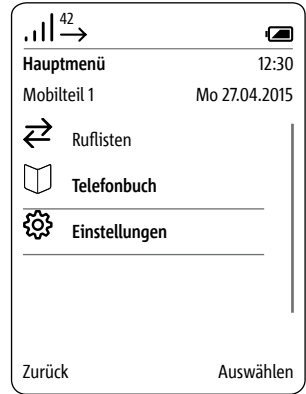 42
Hauptmenü 12:30
Mobilteil 1 Mo 27.04.2015
Ruflisten
Telefonbuch
Einstellungen
Zurück Auswählen